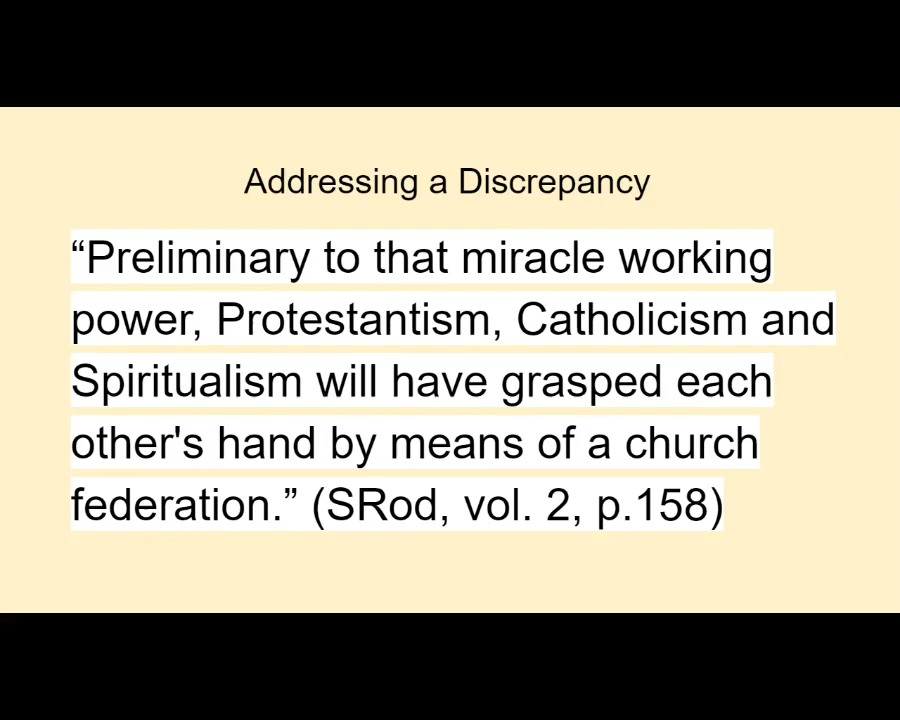 Addressing a Discrepancy
“Preliminary to that miracle working
power, Protestantism, Catholicism and
Spiritualism will have grasped each
other's hand by means of a church
federation.” (SRod, vol. 2, p.158)